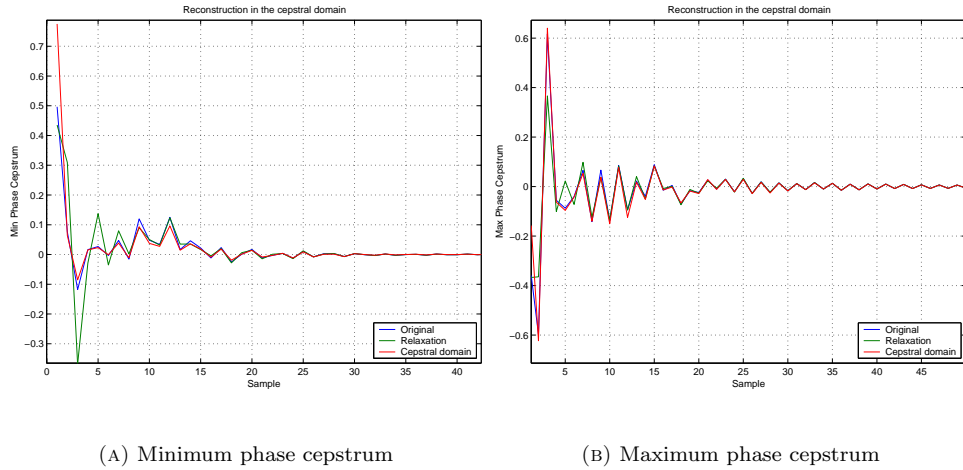 Reconstruction in the cepstral domain
Min Phase Cepstrum
0.7
0.6
0.5
0.4
0.3
0.2
0.1
0
−0.1
−0.2
−0.3
0 5 10 15 20 25 30 35 40
Sample
Original
Relaxation
Cepstral domain
(A) Minimum phase cepstrum
Reconstruction in the cepstral domain
Max Phase Cepstrum
0.6
0.4
0.2
0
−0.2
−0.4
−0.6
5 10 15 20 25 30 35 40 45
Sample
Original
Relaxation
Cepstral domain
(B) Maximum phase cepstrum